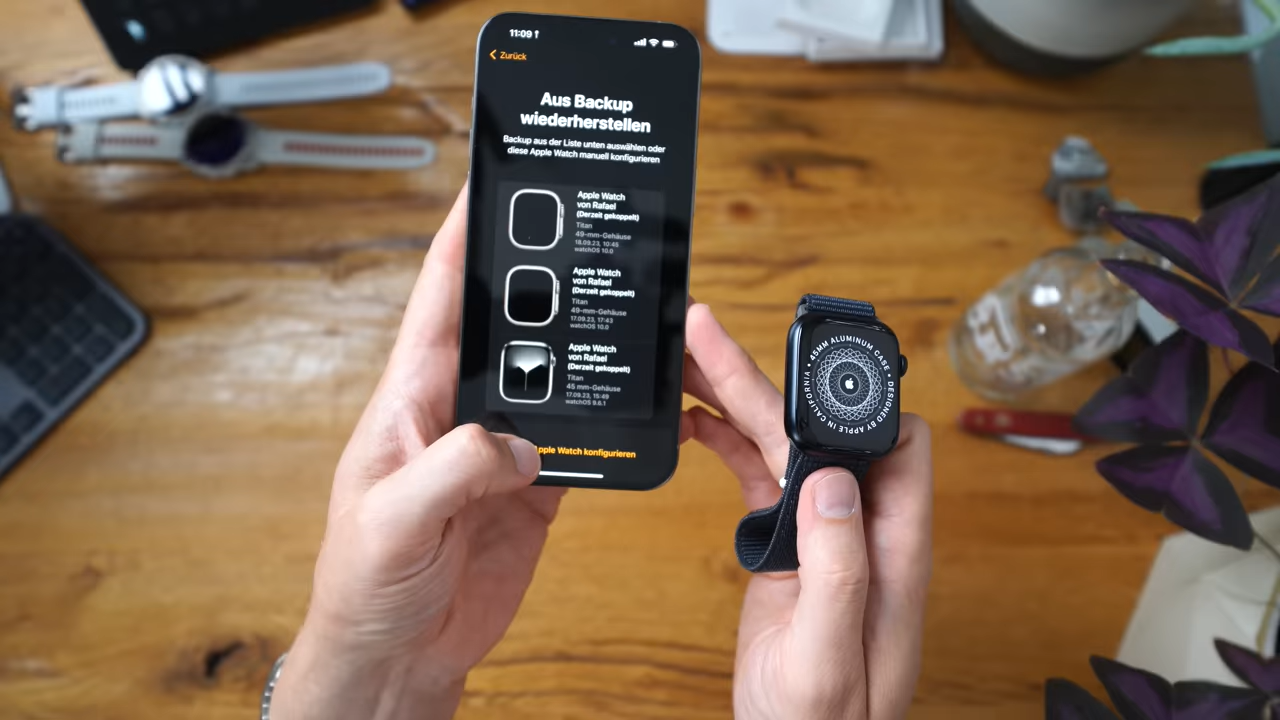 11:09
Zurück
Aus Backup
wiederherstellen
Backup aus der Liste unten auswählen oder
diese Apple Watch manuell konfigurieren
Apple Watch
von Rafael
(Derzeit gekoppelt)
Titan
49-mm-Gehäuse
18.09.23, 10:45
watchOS 10.0
Apple Watch
von Rafael
(Derzeit gekoppelt)
Titan
49-mm-Gehäuse
17.09.23, 17:43
watchOS 10.0
Apple Watch
von Rafael
(Derzeit gekoppelt)
Titan
45 mm-Gehäuse
17.09.23, 15:49
watchOS 9.6.1
pple Watch konfigurieren
• 45MM ALUMINUM CASE • DESIGNED BY APPLE IN CALIFORNIA